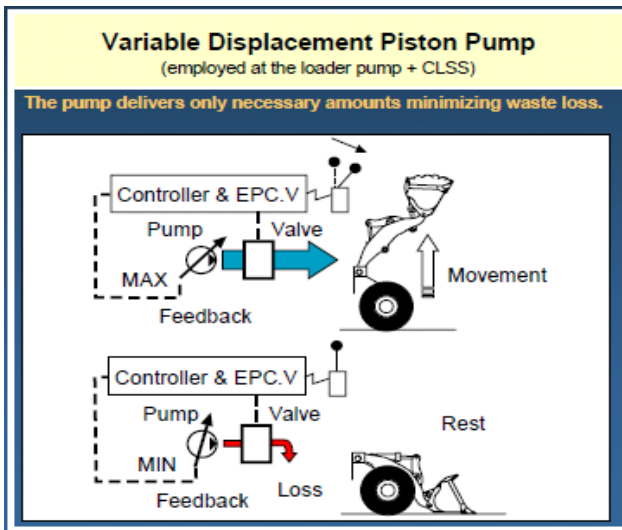 Variable Displacement Piston Pump
(employed at the loader pump + CLSS)
The pump delivers only necessary amounts minimizing waste loss.
Controller & EPC.V
Pump
Valve
MAX
Movement
Feedback
Controller & EPC.V
Pump
Valve
Rest
MIN
Loss
Feedback